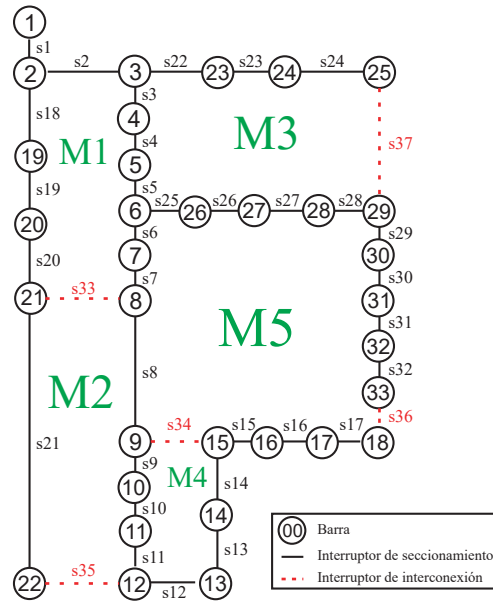 1
s1
s2 s22 s23 s24
2 3 23 24 25
s3
s18 4
M1 s4 M3 s37
19 5
s19 s5 s25 s26 s27 s28
20 6 26 27 28 29
s6 s29
s20 7 30
s33 s7 s30
21 8 31
M5 s31
s8 32
M2 s32
33
s34 s15 s16 s17 s36
s21 9 15 16 17 18
s9 M4
10 s14
s10 14
11
s35 s11 s13
22 12 s12 13
00 Barra
Interruptor de seccionamiento
Interruptor de interconexión